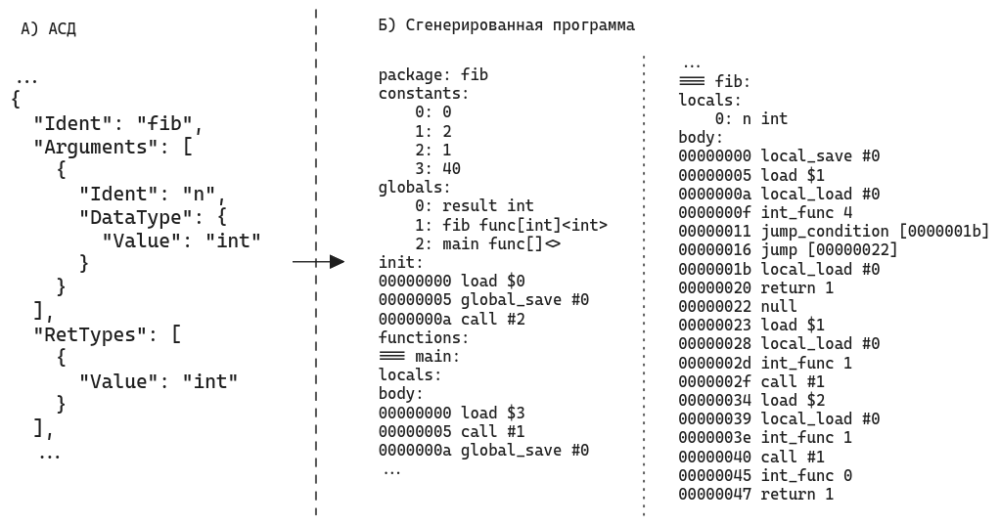 А) АСД
...
{
  "Ident": "fib",
  "Arguments": [
    {
      "Ident": "n",
      "DataType": {
        "Value": "int"
      }
    }
  ],
  "RetTypes": [
    {
      "Value": "int"
    }
  ],
  ...
Б) Сгенерированная программа
package: fib
constants:
    0: 0
    1: 2
    2: 1
    3: 40
globals:
    0: result int
    1: fib func[int]<int>
    2: main func[]<>
init:
00000000 load $0
00000005 global_save #0
0000000a call #2
functions:
=== main:
locals:
body:
00000000 load $3
00000005 call #1
0000000a global_save #0
...
...
=== fib:
locals:
    0: n int
body:
00000000 local_save #0
00000005 load $1
0000000a local_load #0
0000000f int_func 4
00000011 jump_condition [0000001b]
00000016 jump [00000022]
0000001b local_load #0
00000020 return 1
00000022 null
00000023 load $1
00000028 local_load #0
0000002d int_func 1
0000002f call #1
00000034 load $2
00000039 local_load #0
0000003e int_func 1
00000040 call #1
00000045 int_func 0
00000047 return 1